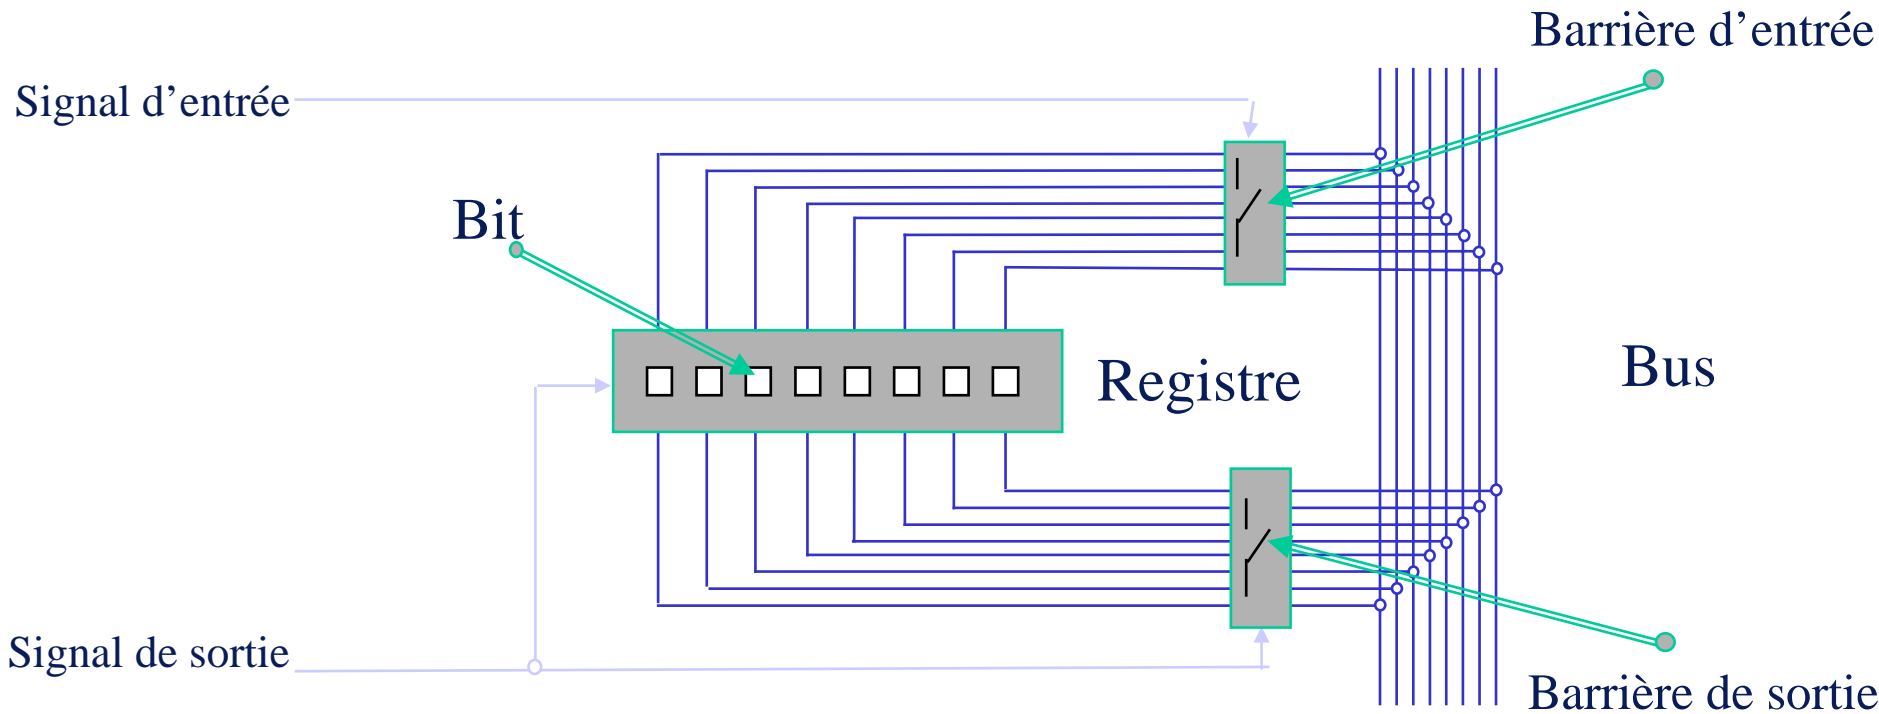 Barrière d’entrée
Signal d’entrée
Bit
Registre
Bus
Signal de sortie
Barrière de sortie